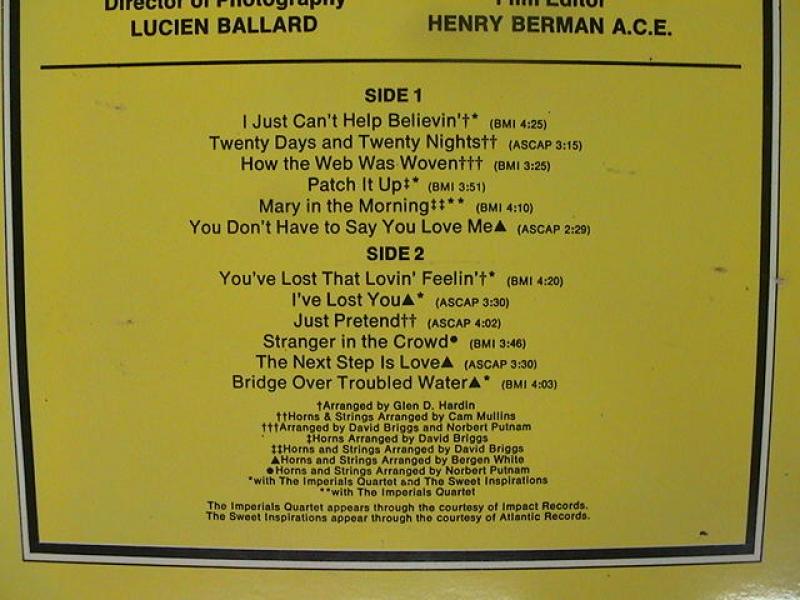 Director of Photography
Film Editor
LUCIEN BALLARD
HENRY BERMAN A.C.E.
SIDE 1
I Just Can't Help Believin'†* (BMI 4:25)
Twenty Days and Twenty Nights†† (ASCAP 3:15)
How the Web Was Woven††† (BMI 3:25)
Patch It Up‡* (BMI 3:51)
Mary in the Morning‡‡** (BMI 4:10)
You Don't Have to Say You Love Me▲ (ASCAP 2:29)
SIDE 2
You've Lost That Lovin' Feelin'†* (BMI 4:20)
I've Lost You▲* (ASCAP 3:30)
Just Pretend†† (ASCAP 4:02)
Stranger in the Crowd● (BMI 3:46)
The Next Step Is Love▲ (ASCAP 3:30)
Bridge Over Troubled Water▲* (BMI 4:03)
†Arranged by Glen D. Hardin
††Horns & Strings Arranged by Cam Mullins
†††Arranged by David Briggs and Norbert Putnam
‡Horns Arranged by David Briggs
‡‡Horns and Strings Arranged by David Briggs
▲Horns and Strings Arranged by Bergen White
●Horns and Strings Arranged by Norbert Putnam
*with The Imperials Quartet and The Sweet Inspirations
**with The Imperials Quartet
The Imperials Quartet appears through the courtesy of Impact Records.
The Sweet Inspirations appear through the courtesy of Atlantic Records.